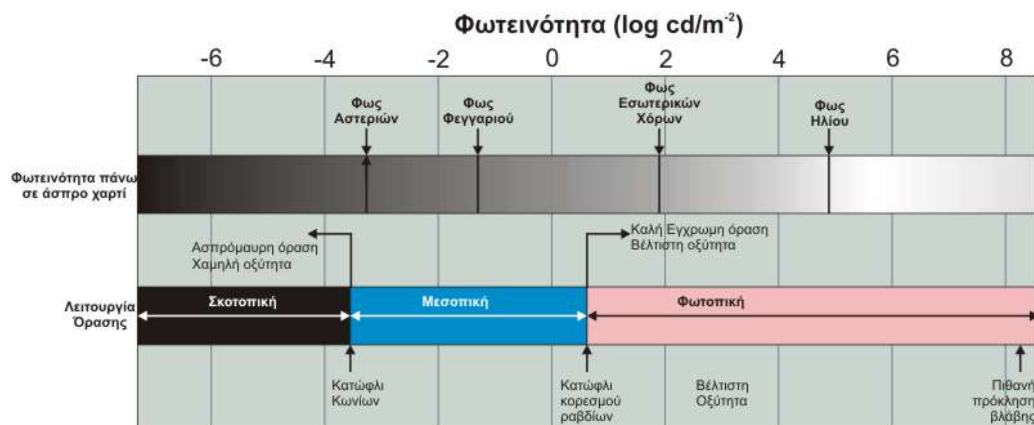 Φωτεινότητα (log cd/m-2)
-6 -4 -2 0 2 4 6 8
Φως
Αστεριών
Φως
Φεγγαριού
Φως
Εσωτερικών
Χόρων
Φως
Ηλίου
Φωτεινότητα πάνω
σε άσπρο χαρτί
Ασπρόμαυρη όραση
Χαμηλή οξύτητα
Καλή Εγχρωμη όραση
Βέλτιστη οξύτητα
Λειτουργία
Όρασης
Σκοτοπική
Μεσοπική
Φωτοπική
Κατώφλι
Κωνίων
Κατώφλι
κορεσμού
ραβδίων
Βέλτιστη
Οξύτητα
Πιθανή
πρόκληση
βλάβης